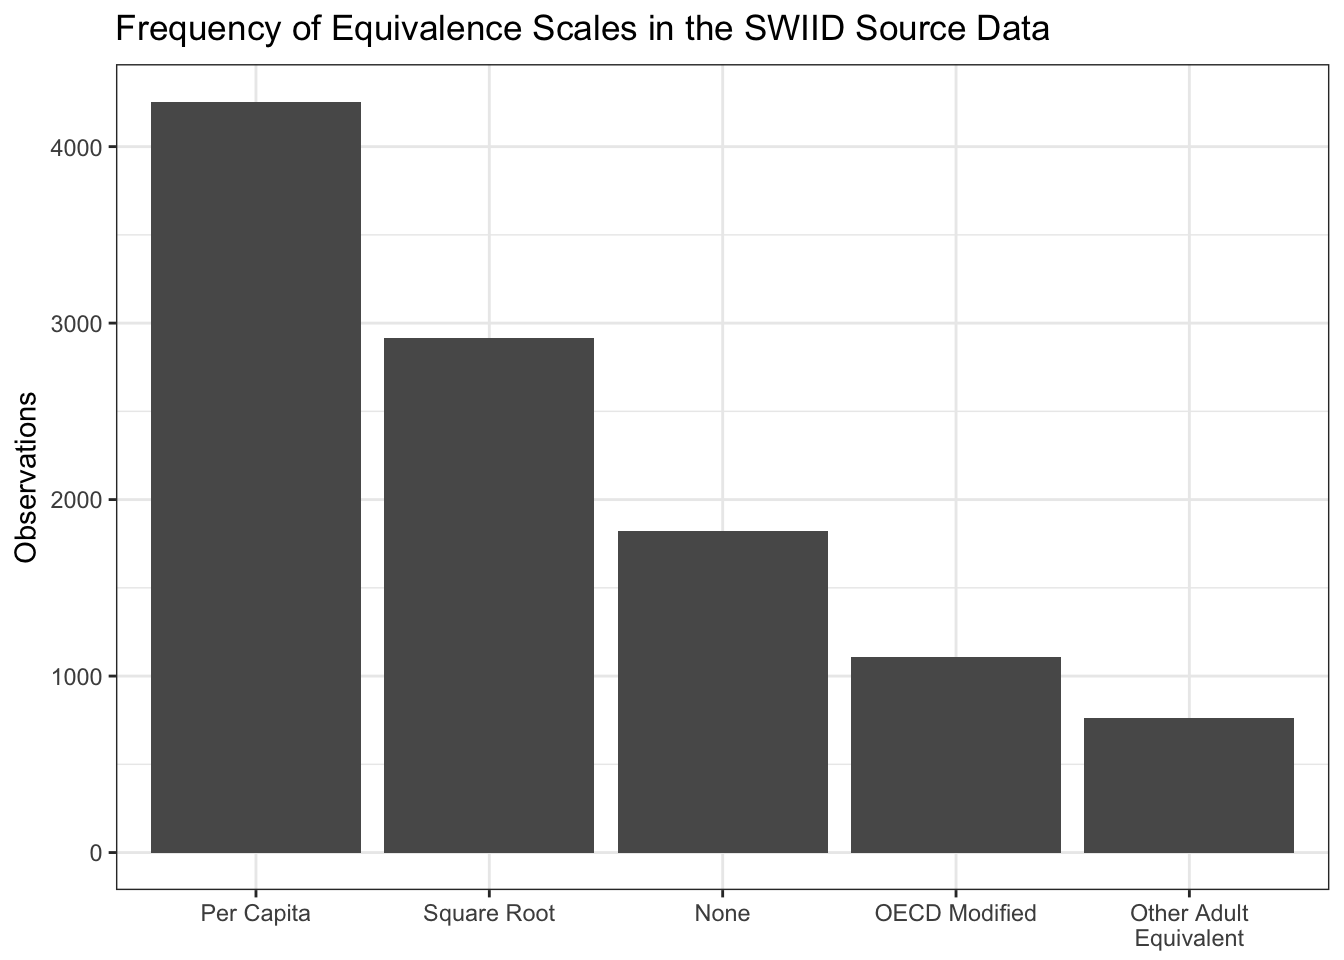 Frequency of Equivalence Scales in the SWIID Source Data
Observations
4000
3000
2000
1000
0
Per Capita
Square Root
None
OECD Modified
Other Adult
Equivalent